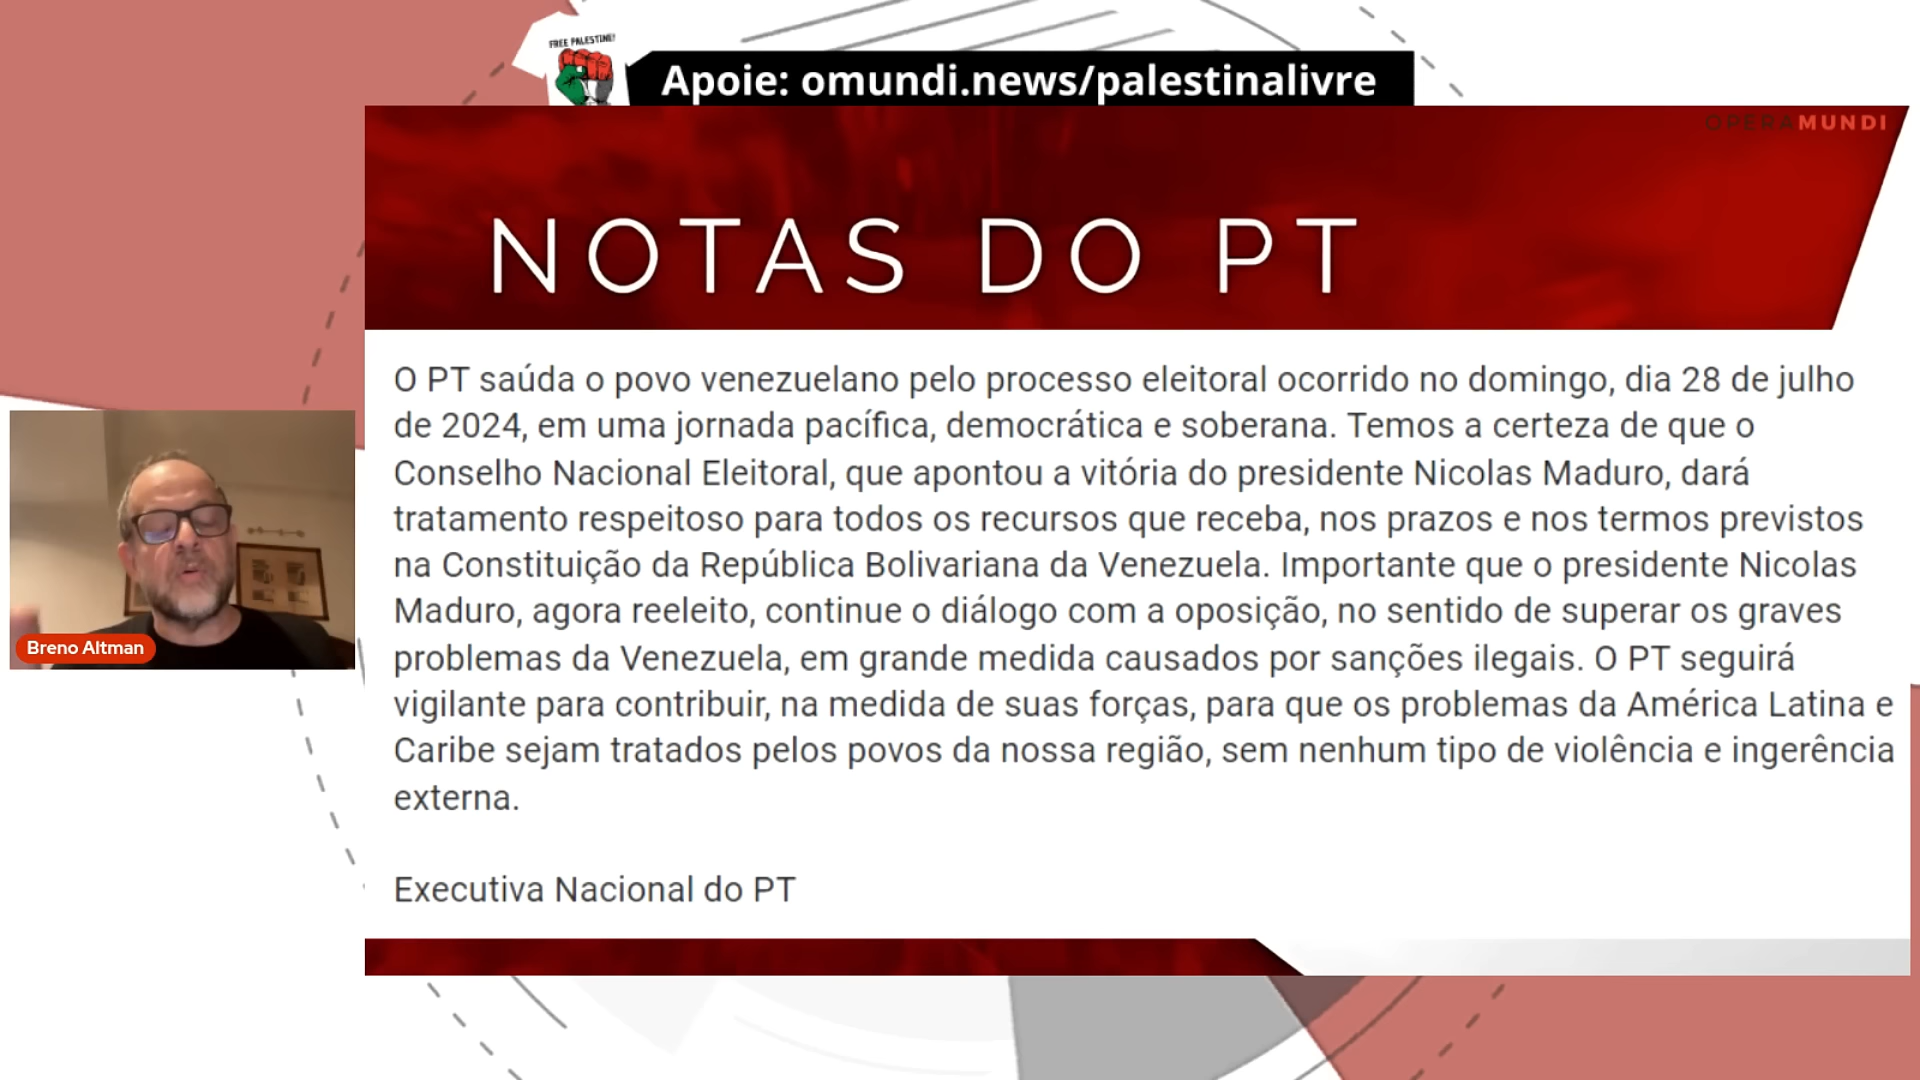 FREE PALESTINE!
Apoie: omundi.news/palestinalivre
OPERAMUNDI
NOTAS DO PT
O PT saúda o povo venezuelano pelo processo eleitoral ocorrido no domingo, dia 28 de julho
de 2024, em uma jornada pacífica, democrática e soberana. Temos a certeza de que o
Conselho Nacional Eleitoral, que apontou a vitória do presidente Nicolas Maduro, dará
tratamento respeitoso para todos os recursos que receba, nos prazos e nos termos previstos
na Constituição da República Bolivariana da Venezuela. Importante que o presidente Nicolas
Maduro, agora reeleito, continue o diálogo com a oposição, no sentido de superar os graves
problemas da Venezuela, em grande medida causados por sanções ilegais. O PT seguirá
vigilante para contribuir, na medida de suas forças, para que os problemas da América Latina e
Caribe sejam tratados pelos povos da nossa região, sem nenhum tipo de violência e ingerência
externa.
Executiva Nacional do PT
Breno Altman